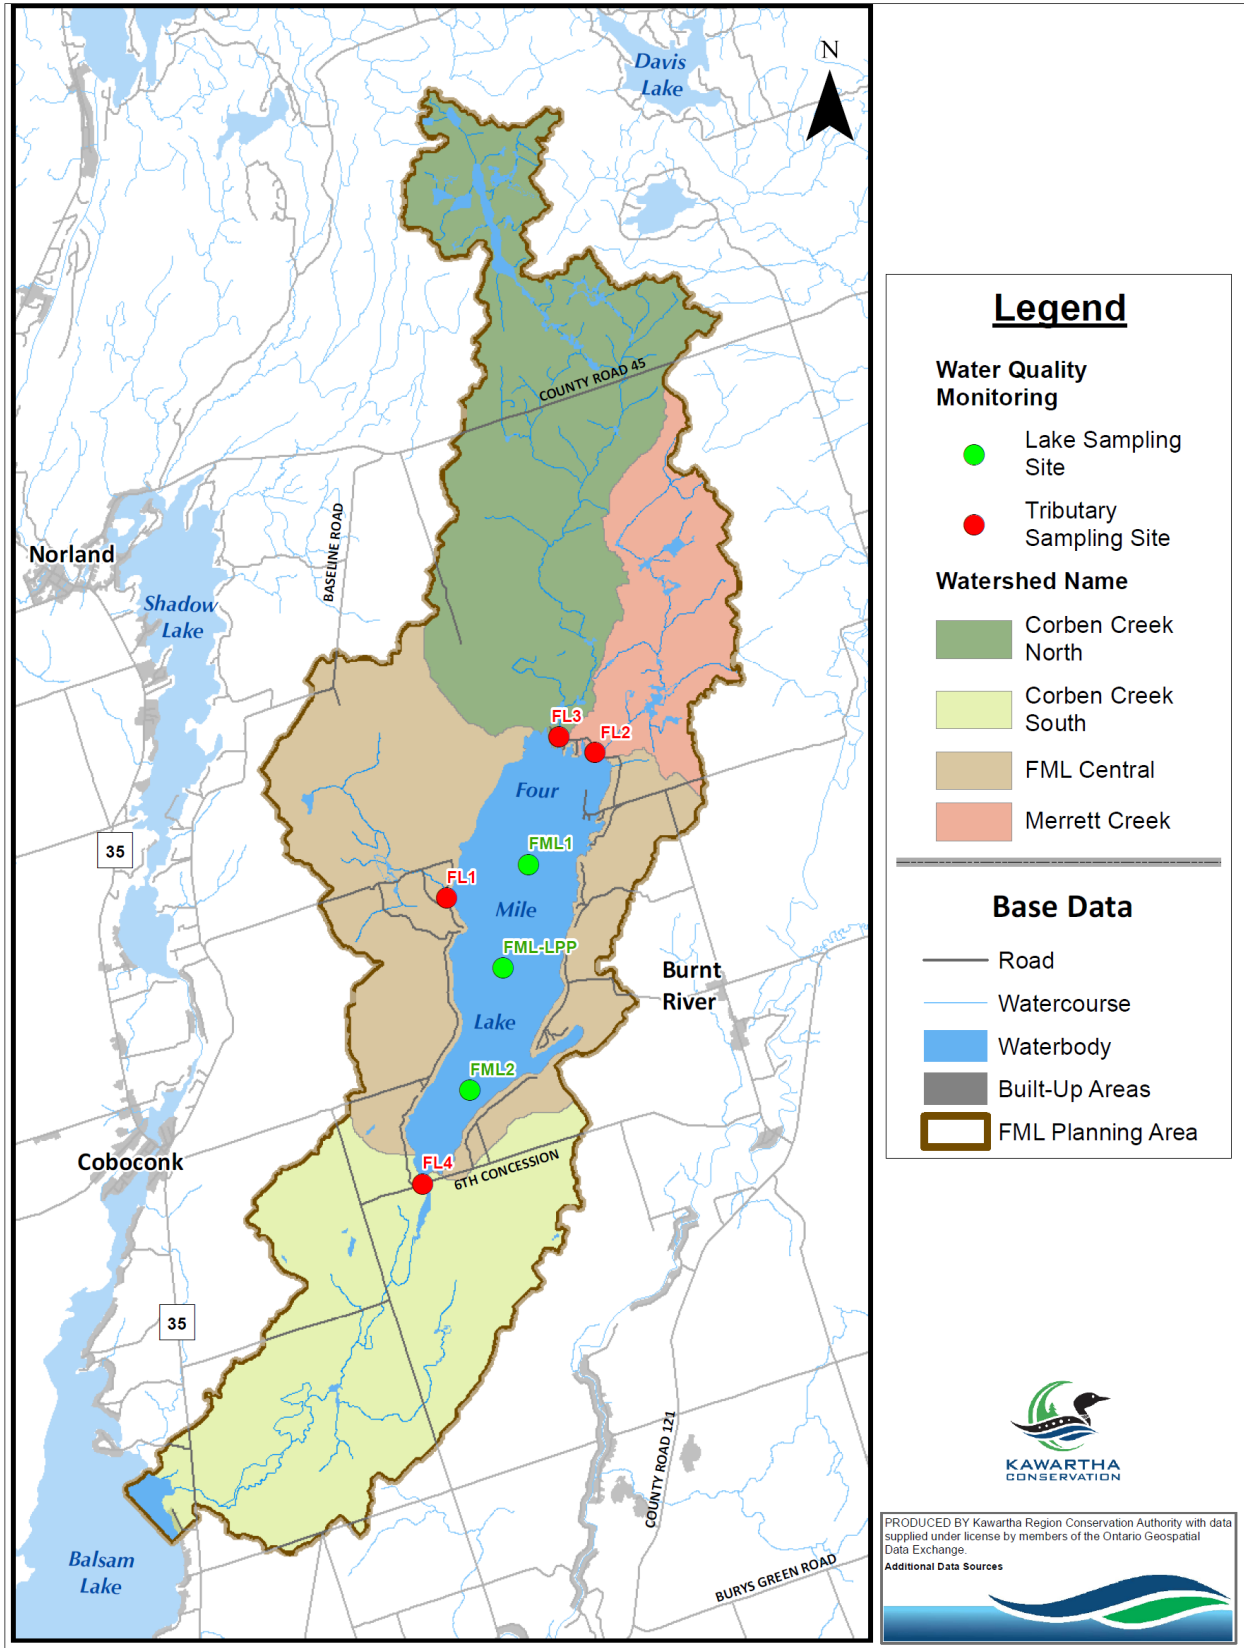 Davis
Lake
N
COUNTY ROAD 45
BASELINE ROAD
Norland
Shadow
Lake
FL3
FL2
Four
35
FML1
FL1
Mile
FML-LPP
Burnt
River
Lake
FML2
Coboconk
FL4
6TH CONCESSION
35
COUNTY ROAD 121
Balsam
Lake
BURYS GREEN ROAD
Legend
Water Quality
Monitoring
Lake Sampling
Site
Tributary
Sampling Site
Watershed Name
Corben Creek
North
Corben Creek
South
FML Central
Merrett Creek
Base Data
Road
Watercourse
Waterbody
Built-Up Areas
FML Planning Area
KAWARTHA
CONSERVATION
PRODUCED BY Kawartha Region Conservation Authority with data
supplied under license by members of the Ontario Geospatial
Data Exchange.
Additional Data Sources